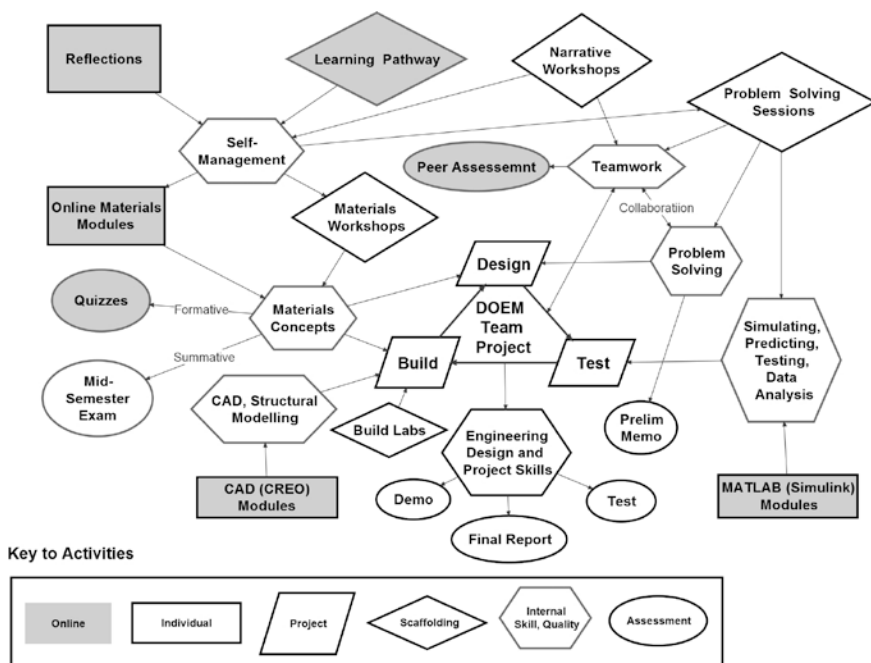 Reflections
Learning Pathway
Narrative
Workshops
Problem Solving
Sessions
Self-
Management
Peer Assessemnt
Teamwork
Online Materials
Modules
Materials
Workshops
Collaboratiion
Problem
Solving
Design
Quizzes
Formative
Materials
Concepts
DOEM
Team
Project
Simulating,
Predicting,
Testing,
Data
Analysis
Summative
Build
Test
Mid-
Semester
Exam
CAD, Structural
Modelling
Build Labs
Prelim
Memo
Engineering
Design and
Project Skills
CAD (CREO)
Modules
Demo
Test
MATLAB (Simulink)
Modules
Final Report
Key to Activities
Online
Individual
Project
Scaffolding
Internal
Skill, Quality
Assessment